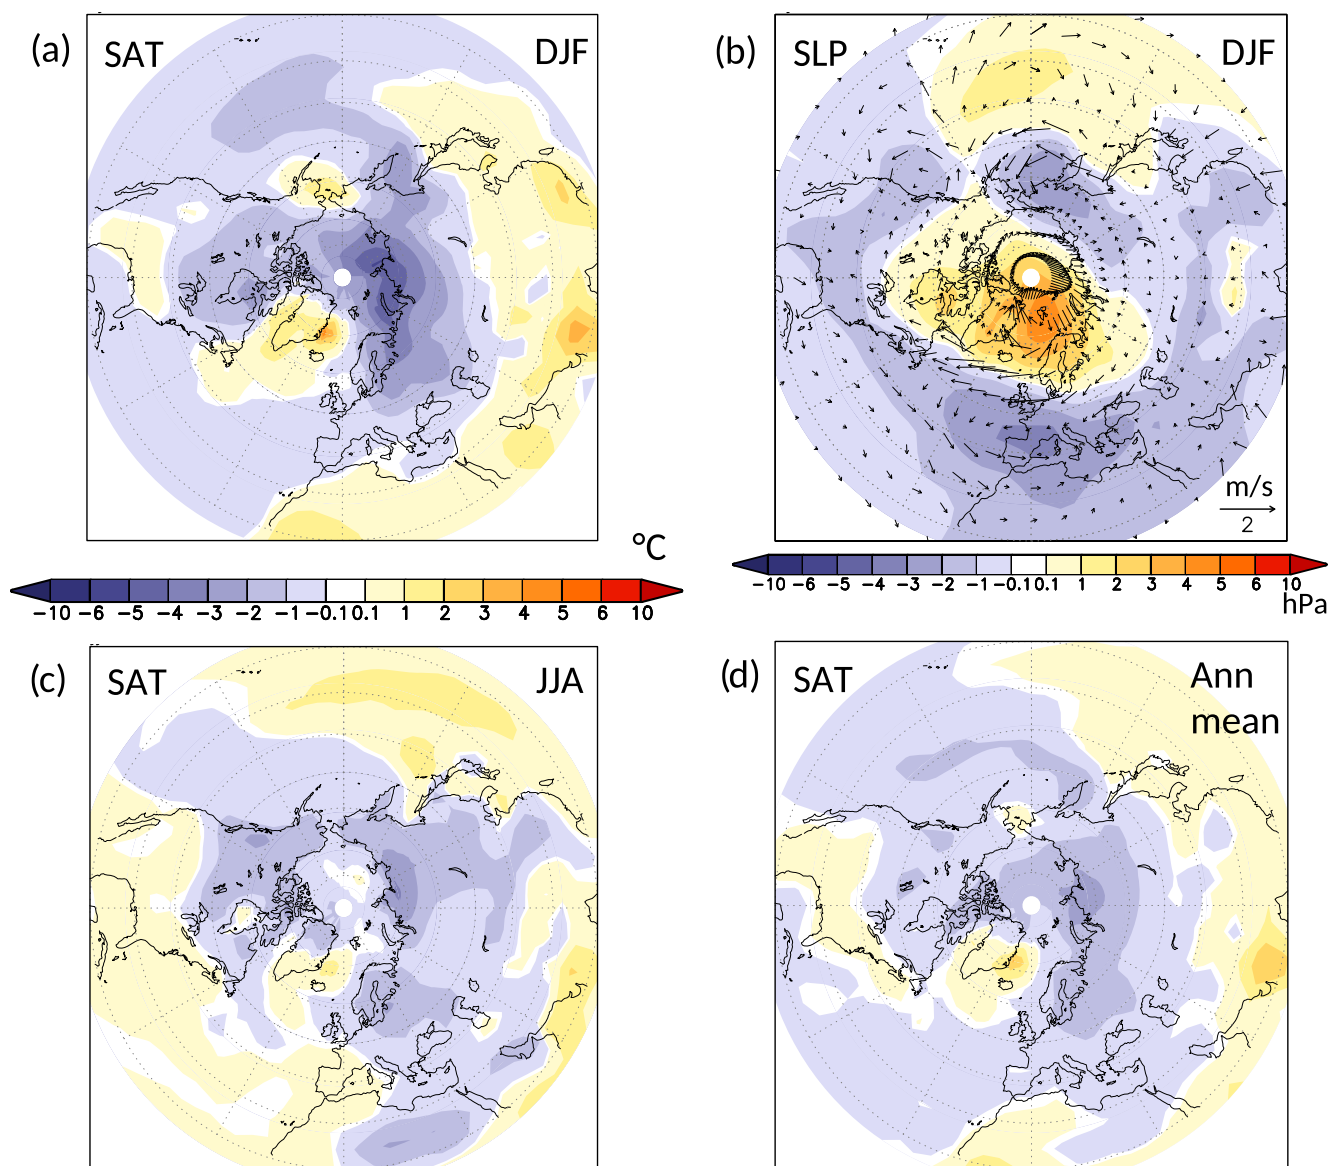 (a) SAT DJF
(b) SLP DJF
m/s
2
°C
−10 −6 −5 −4 −3 −2 −1 −0.1 0.1 1 2 3 4 5 6 10
−10 −6 −5 −4 −3 −2 −1 −0.1 0.1 1 2 3 4 5 6 10
hPa
(c) SAT JJA
(d) SAT Ann
mean